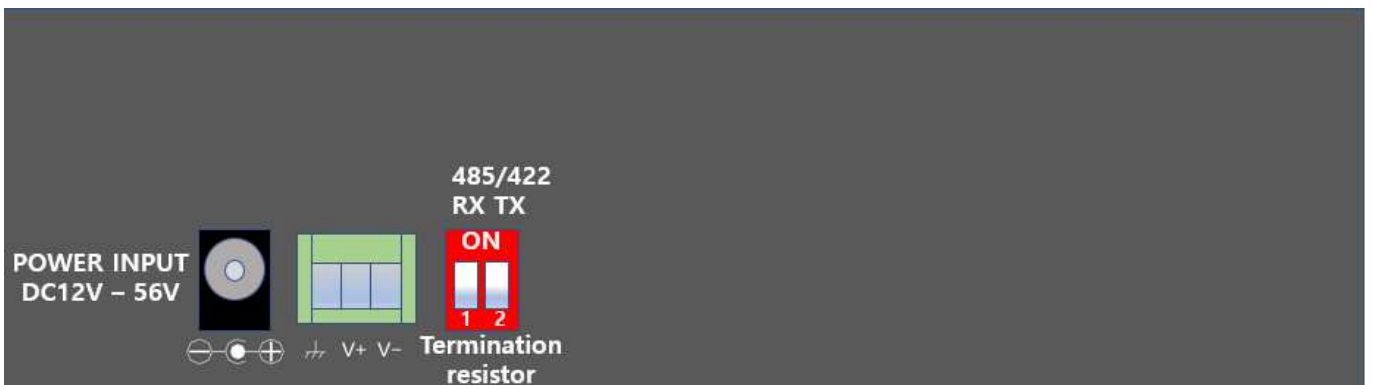 485/422
RX TX
ON
POWER INPUT
DC12V – 56V
1 2
V+ V-
Termination
resistor